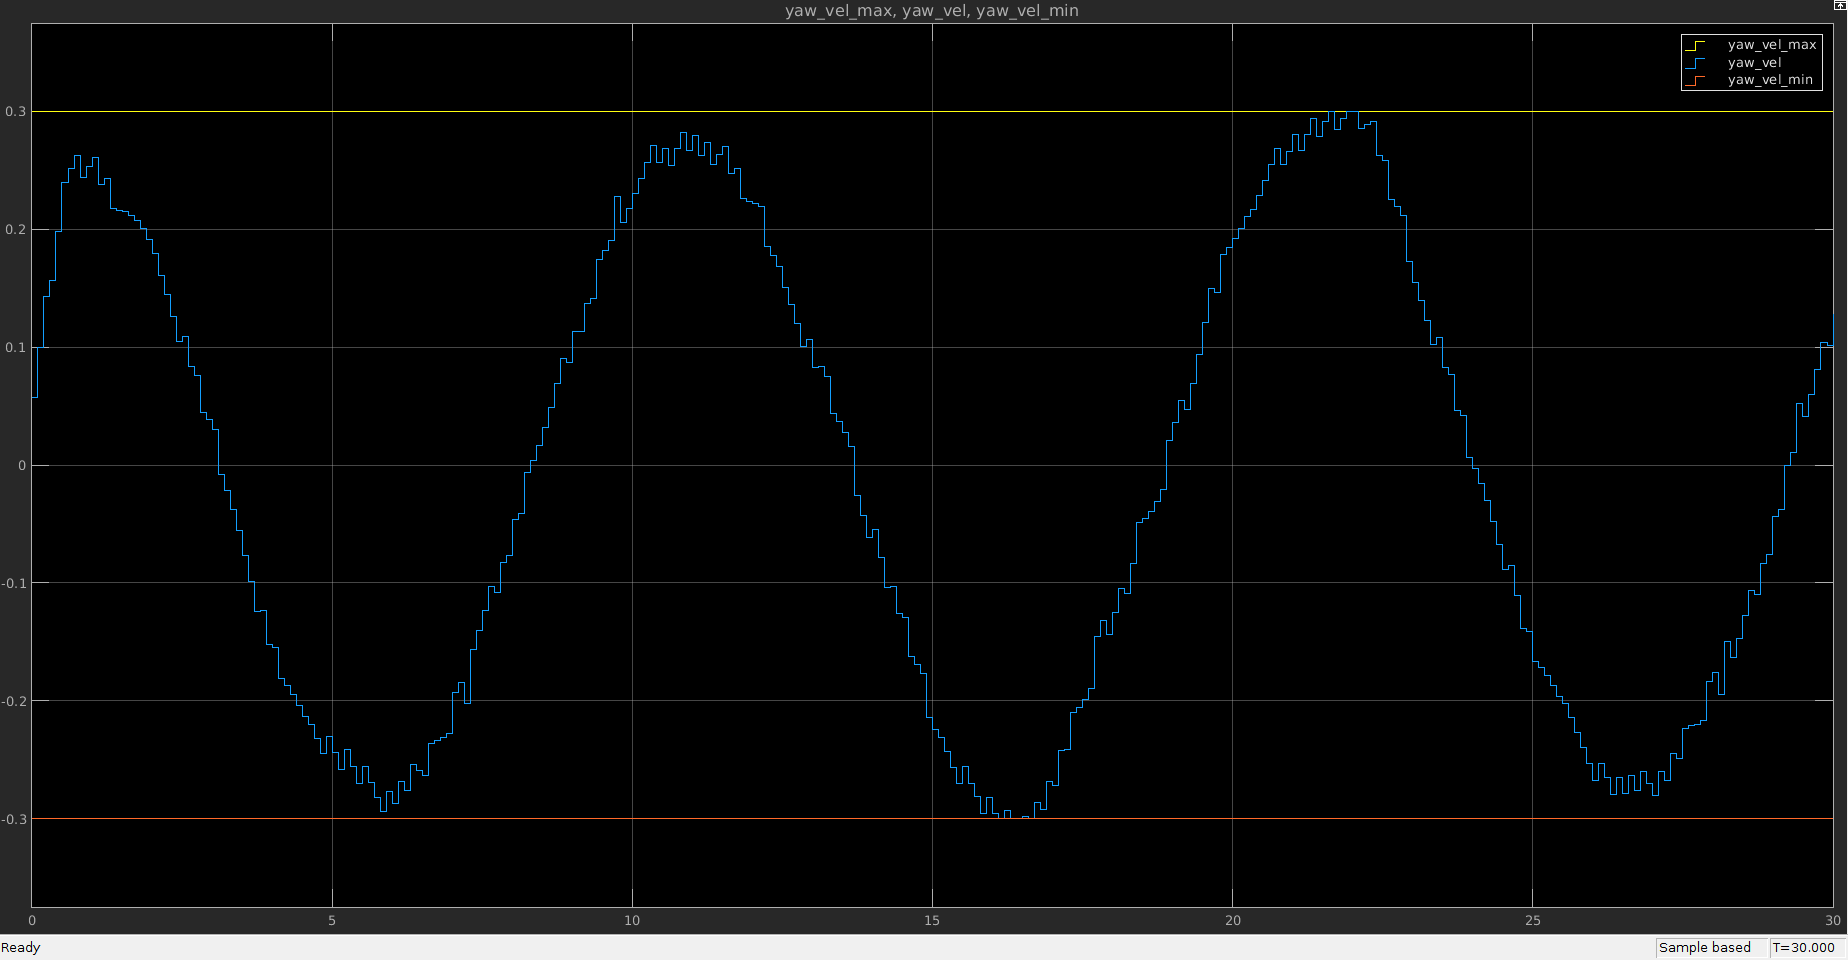 yaw_vel_max, yaw_vel, yaw_vel_min
yaw_vel_max
yaw_vel
yaw_vel_min
0.3
0.2
0.1
0
-0.1
-0.2
-0.3
0 5 10 15 20 25 30
Ready Sample based T=30.000